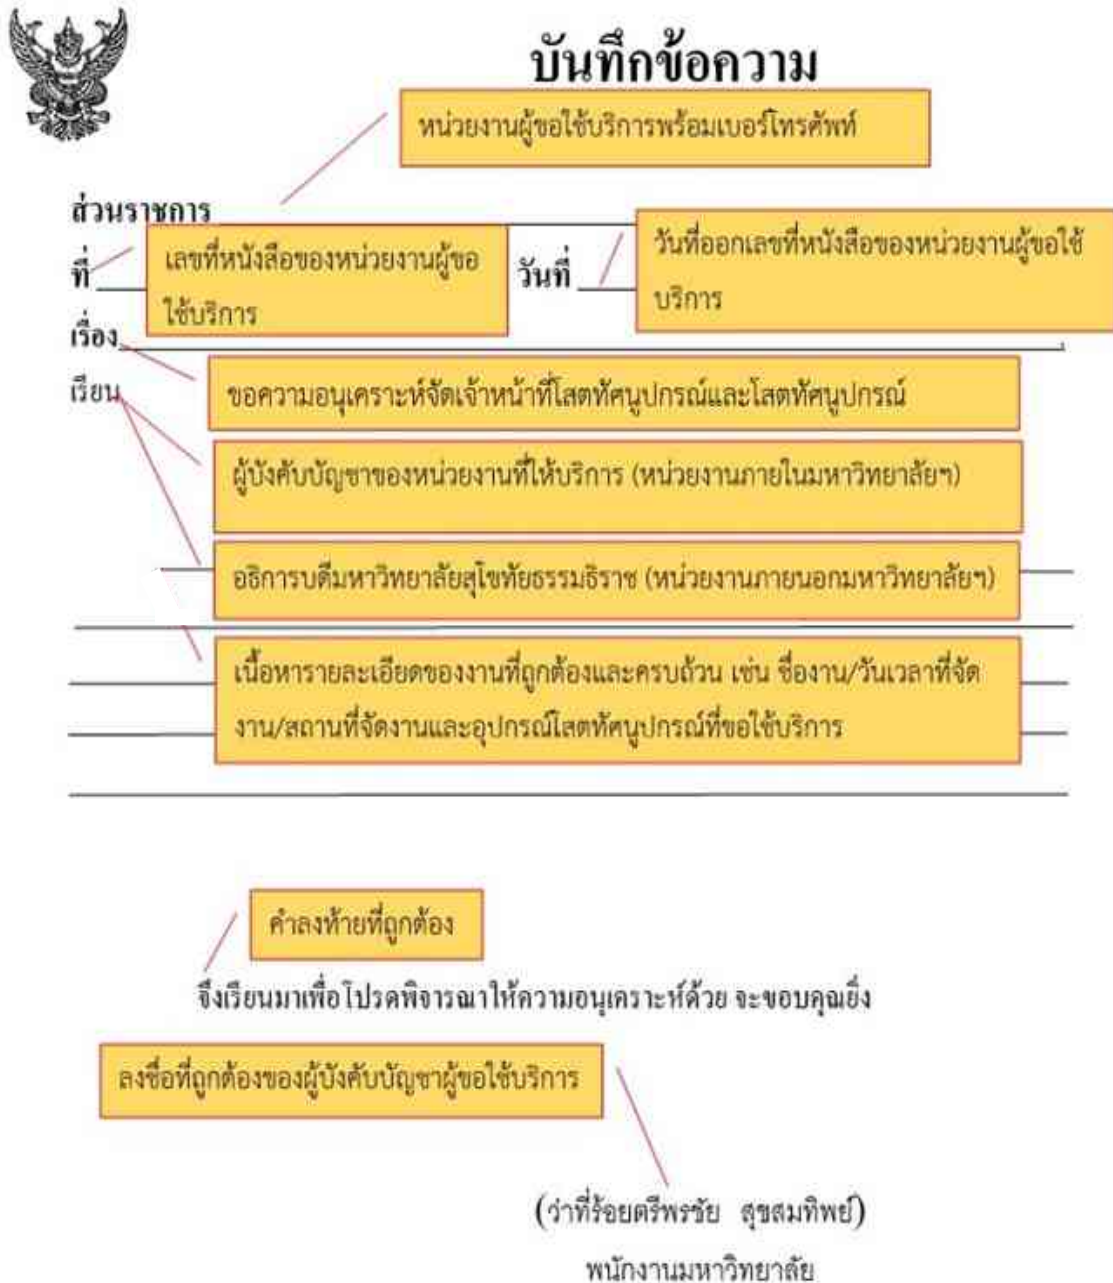 บันทึกข้อความ
หน่วยงานผู้ขอใช้บริการพร้อมเบอร์โทรศัพท์
ส่วนราชการ
ที่
เลขที่หนังสือของหน่วยงานผู้ขอ
ใช้บริการ
วันที่
วันที่ออกเลขที่หนังสือของหน่วยงานผู้ขอใช้
บริการ
เรื่อง
ขอความอนุเคราะห์จัดเจ้าหน้าที่โสตทัศนูปกรณ์และโสตทัศนูปกรณ์
เรียน
ผู้บังคับบัญชาของหน่วยงานที่ให้บริการ (หน่วยงานภายในมหาวิทยาลัยฯ)
อธิการบดีมหาวิทยาลัยสุโขทัยธรรมธิราช (หน่วยงานภายนอกมหาวิทยาลัยฯ)
เนื้อหารายละเอียดของงานที่ถูกต้องและครบถ้วน เช่น ชื่องาน/วันเวลาที่จัด
งาน/สถานที่จัดงานและอุปกรณ์โสตทัศนูปกรณ์ที่ขอใช้บริการ
คำลงท้ายที่ถูกต้อง
จึงเรียนมาเพื่อโปรดพิจารณาให้ความอนุเคราะห์ด้วย จะขอบคุณยิ่ง
ลงชื่อที่ถูกต้องของผู้บังคับบัญชาผู้ขอใช้บริการ
(ว่าที่ร้อยตรีพรชัย สุขสมทิพย์)
พนักงานมหาวิทยาลัย